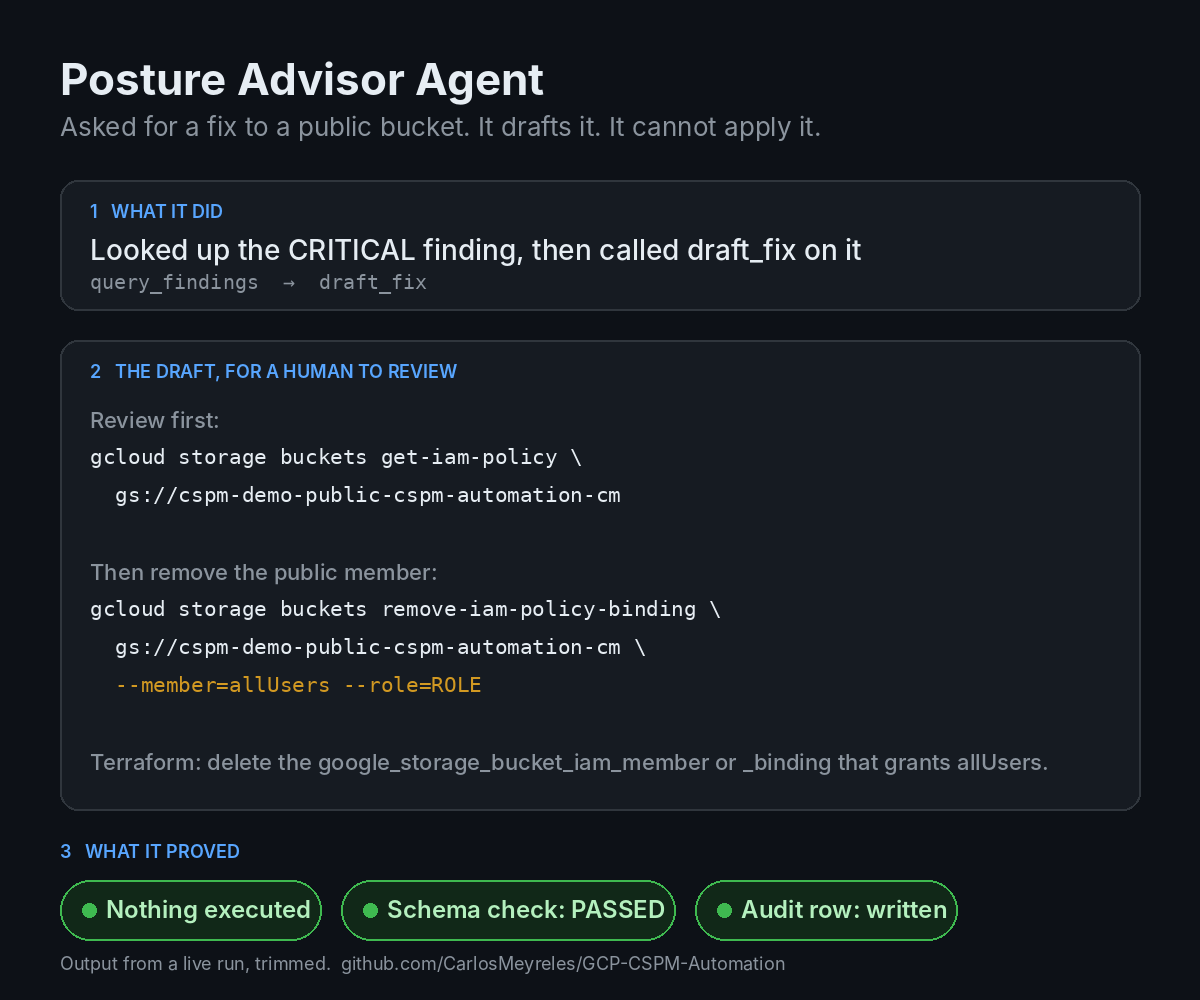 Posture Advisor Agent
Asked for a fix to a public bucket. It drafts it. It cannot apply it.
1 WHAT IT DID
Looked up the CRITICAL finding, then called draft_fix on it
query_findings → draft_fix
2 THE DRAFT, FOR A HUMAN TO REVIEW
Review first:
gcloud storage buckets get-iam-policy \
gs://cspm-demo-public-cspm-automation-cm
Then remove the public member:
gcloud storage buckets remove-iam-policy-binding \
gs://cspm-demo-public-cspm-automation-cm \
--member=allUsers --role=ROLE
Terraform: delete the google_storage_bucket_iam_member or _binding that grants allUsers.
3 WHAT IT PROVED
Nothing executed
Schema check: PASSED
Audit row: written
Output from a live run, trimmed. github.com/CarlosMeyreles/GCP-CSPM-Automation